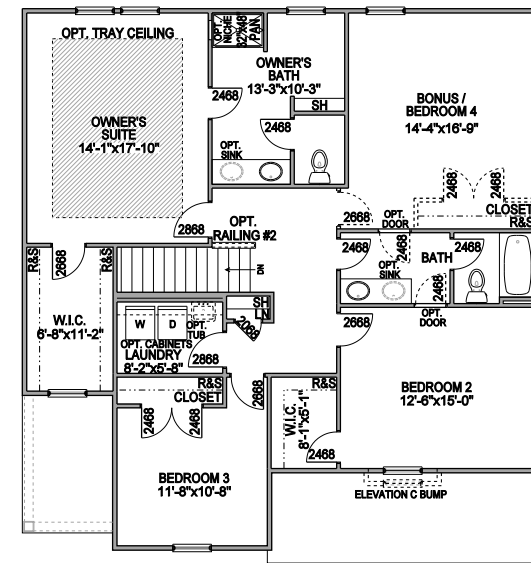 OPT. TRAY CEILING
OPT.
NICHE
32"x48"
PAN
OWNER'S
BATH
13'-3"x10'-3"
SH
2468
2468
OWNER'S
SUITE
14'-1"x17'-10"
BONUS /
BEDROOM 4
14'-4"x16'-9"
OPT.
SINK
2468
2468
CLOSET
R&S
2868
OPT.
RAILING #2
2668
OPT.
DOOR
2468
BATH
2468
2468
OPT.
SINK
2468
OPT.
DOOR
R&S
2668
R&S
DN
W.I.C.
6'-8"x11'-2"
SH
LN
2068
W
D
OPT.
TUB
OPT. CABINETS
LAUNDRY
8'-2"x5'-8"
2868
2668
R&S
CLOSET
2668
2468
2468
R&S
W.I.C.
8'-1"x5'-1"
2468
BEDROOM 2
12'-6"x15'-0"
BEDROOM 3
11'-8"x10'-8"
ELEVATION C BUMP